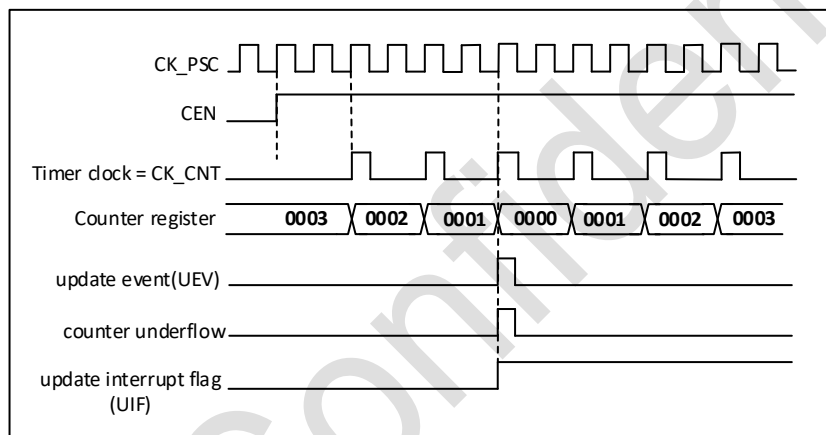 CK_PSC
CEN
Timer clock = CK_CNT
Counter register 0003 0002 0001 0000 0001 0002 0003
update event(UEV)
counter underflow
update interrupt flag
(UIF)